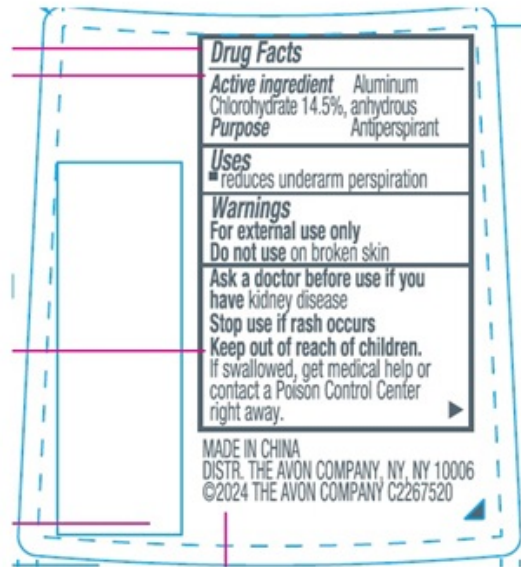 Drug Facts
Active ingredient Aluminum
Chlorohydrate 14.5%, anhydrous
Purpose Antiperspirant
Uses
▪ reduces underarm perspiration
Warnings
For external use only
Do not use on broken skin
Ask a doctor before use if you
have kidney disease
Stop use if rash occurs
Keep out of reach of children.
If swallowed, get medical help or
contact a Poison Control Center
right away.
MADE IN CHINA
DISTR. THE AVON COMPANY, NY, NY 10006
©2024 THE AVON COMPANY C2267520